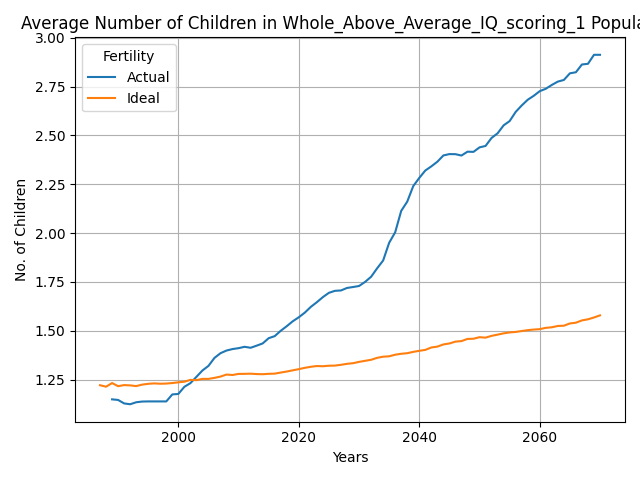 Average Number of Children in Whole_Above_Average_IQ_scoring_1 Popula
3.00
2.75
2.50
2.25
2.00
1.75
1.50
1.25
No. of Children
Fertility
Actual
Ideal
2000
2020
2040
2060
Years